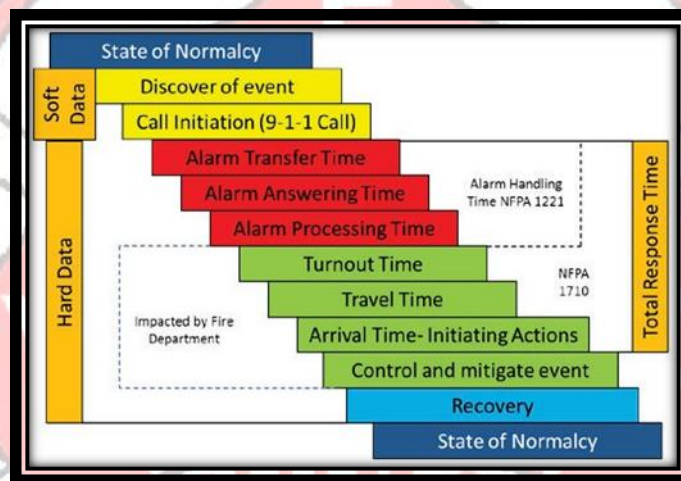 State of Normalcy
Soft
Data
Discover of event
Call Initiation (9-1-1 Call)
Hard Data
Alarm Transfer Time
Alarm Answering Time
Alarm Processing Time
Alarm Handling
Time NFPA 1221
Total Response Time
Turnout Time
NFPA
1710
Travel Time
Impacted by Fire
Department
Arrival Time- Initiating Actions
Control and mitigate event
Recovery
State of Normalcy